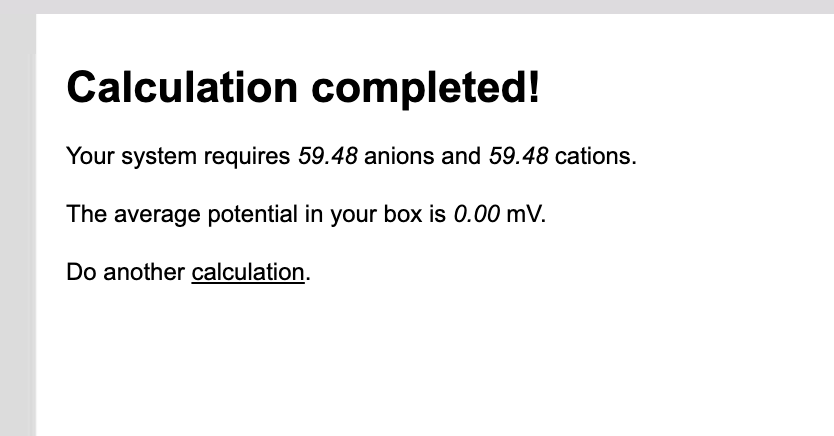 Calculation completed!
Your system requires 59.48 anions and 59.48 cations.
The average potential in your box is 0.00 mV.
Do another calculation.